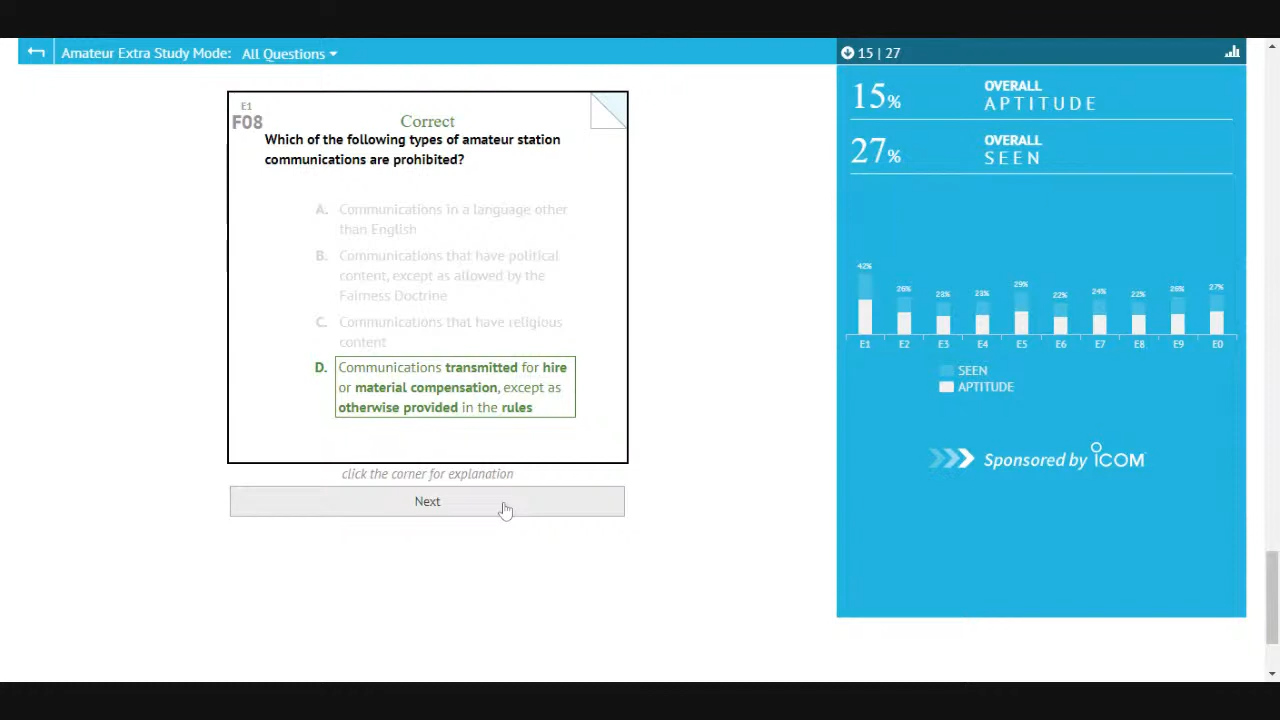 Amateur Extra Study Mode: All Questions
15 | 27
E1
F08
Correct
Which of the following types of amateur station
communications are prohibited?
A. Communications in a language other
than English
B. Communications that have political
content, except as allowed by the
Fairness Doctrine
C. Communications that have religious
content
D. Communications transmitted for hire
or material compensation, except as
otherwise provided in the rules
click the corner for explanation
Next
15% OVERALL
APTITUDE
27% OVERALL
SEEN
42% 26% 23% 23% 29% 22% 24% 22% 26% 27%
E1 E2 E3 E4 E5 E6 E7 E8 E9 E0
SEEN
APTITUDE
Sponsored by ICOM